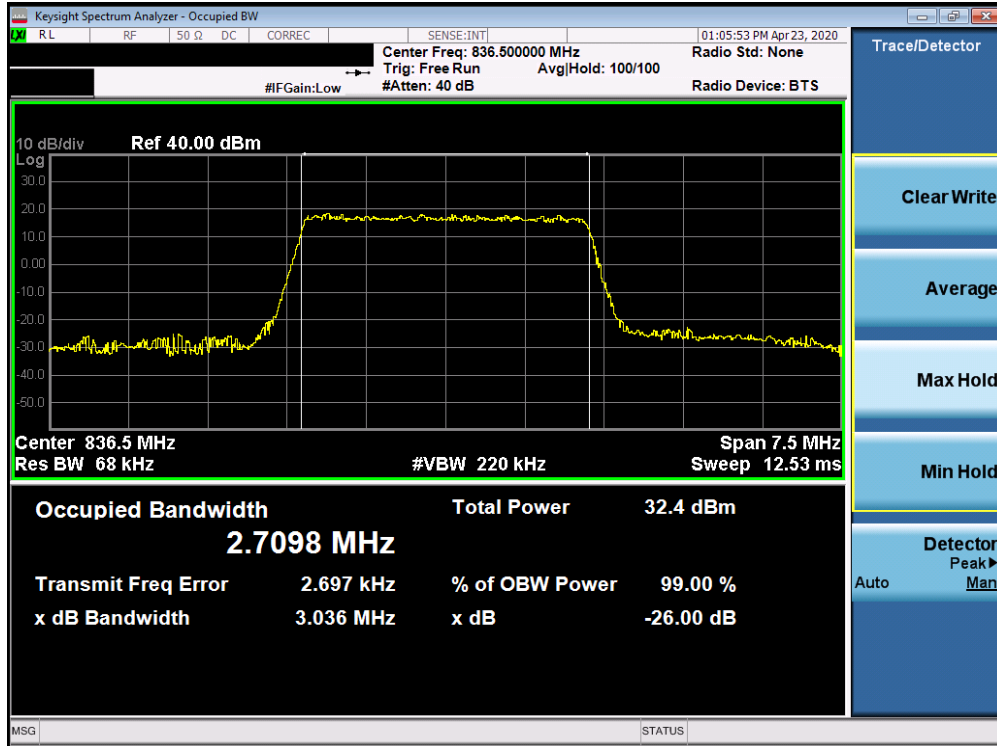 Keysight Spectrum Analyzer - Occupied BW
LXI RL RF 50 Ω DC CORREC SENSE:INT 01:05:53 PM Apr 23, 2020
Center Freq: 836.500000 MHz Radio Std: None
Trig: Free Run Avg|Hold: 100/100
#IFGain:Low #Atten: 40 dB Radio Device: BTS
10 dB/div Ref 40.00 dBm
Log
30.0
20.0
10.0
0.00
-10.0
-20.0
-30.0
-40.0
-50.0
Center 836.5 MHz Span 7.5 MHz
Res BW 68 kHz #VBW 220 kHz Sweep 12.53 ms
Occupied Bandwidth Total Power 32.4 dBm
2.7098 MHz
Transmit Freq Error 2.697 kHz % of OBW Power 99.00 %
x dB Bandwidth 3.036 MHz x dB -26.00 dB
MSG STATUS
Trace/Detector
Clear Write
Average
Max Hold
Min Hold
Detector
Peak▶
Auto Man